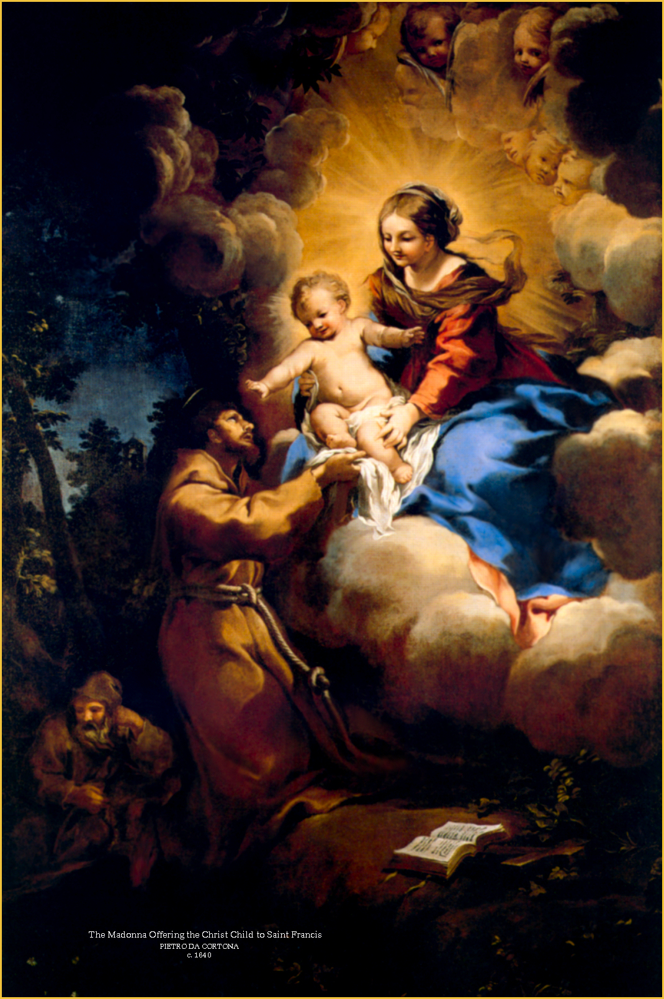 The Madonna Offering the Christ Child to Saint Francis
PIETRO DA CORTONA
c. 1640